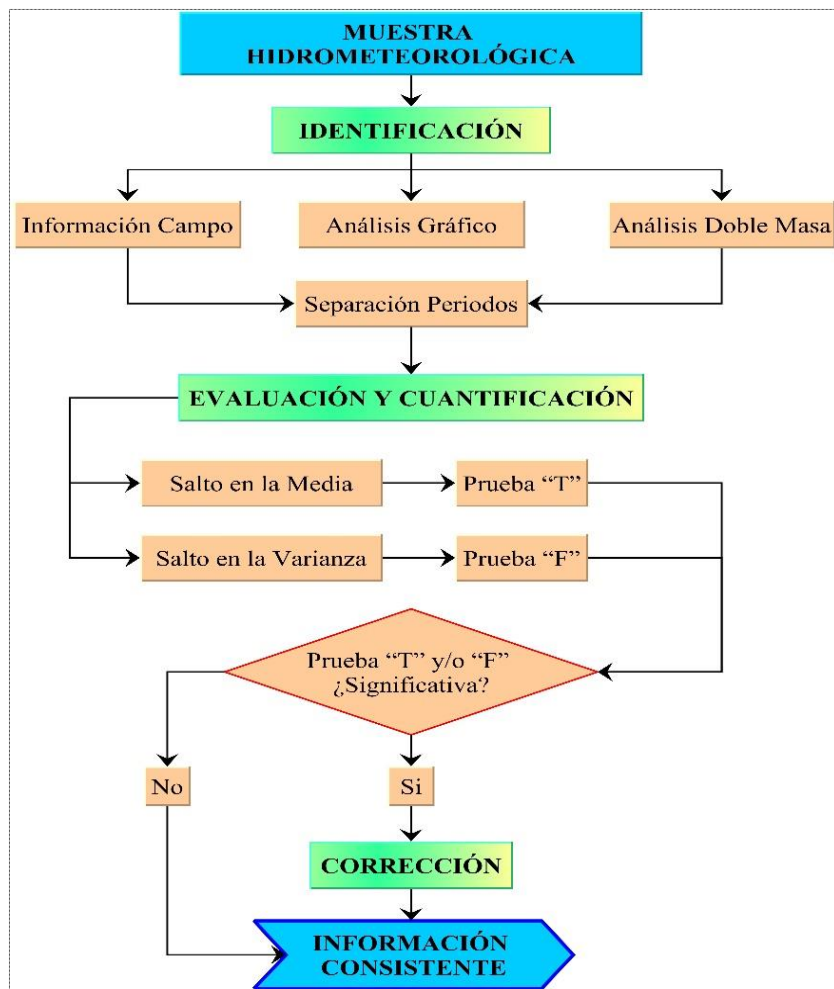 MUESTRA
HIDROMETEOROLÓGICA
IDENTIFICACIÓN
Información Campo
Análisis Gráfico
Análisis Doble Masa
Separación Periodos
EVALUACIÓN Y CUANTIFICACIÓN
Salto en la Media
Prueba “T”
Salto en la Varianza
Prueba “F”
Prueba “T” y/o “F”
¿Significativa?
No
Si
CORRECCIÓN
INFORMACIÓN
CONSISTENTE